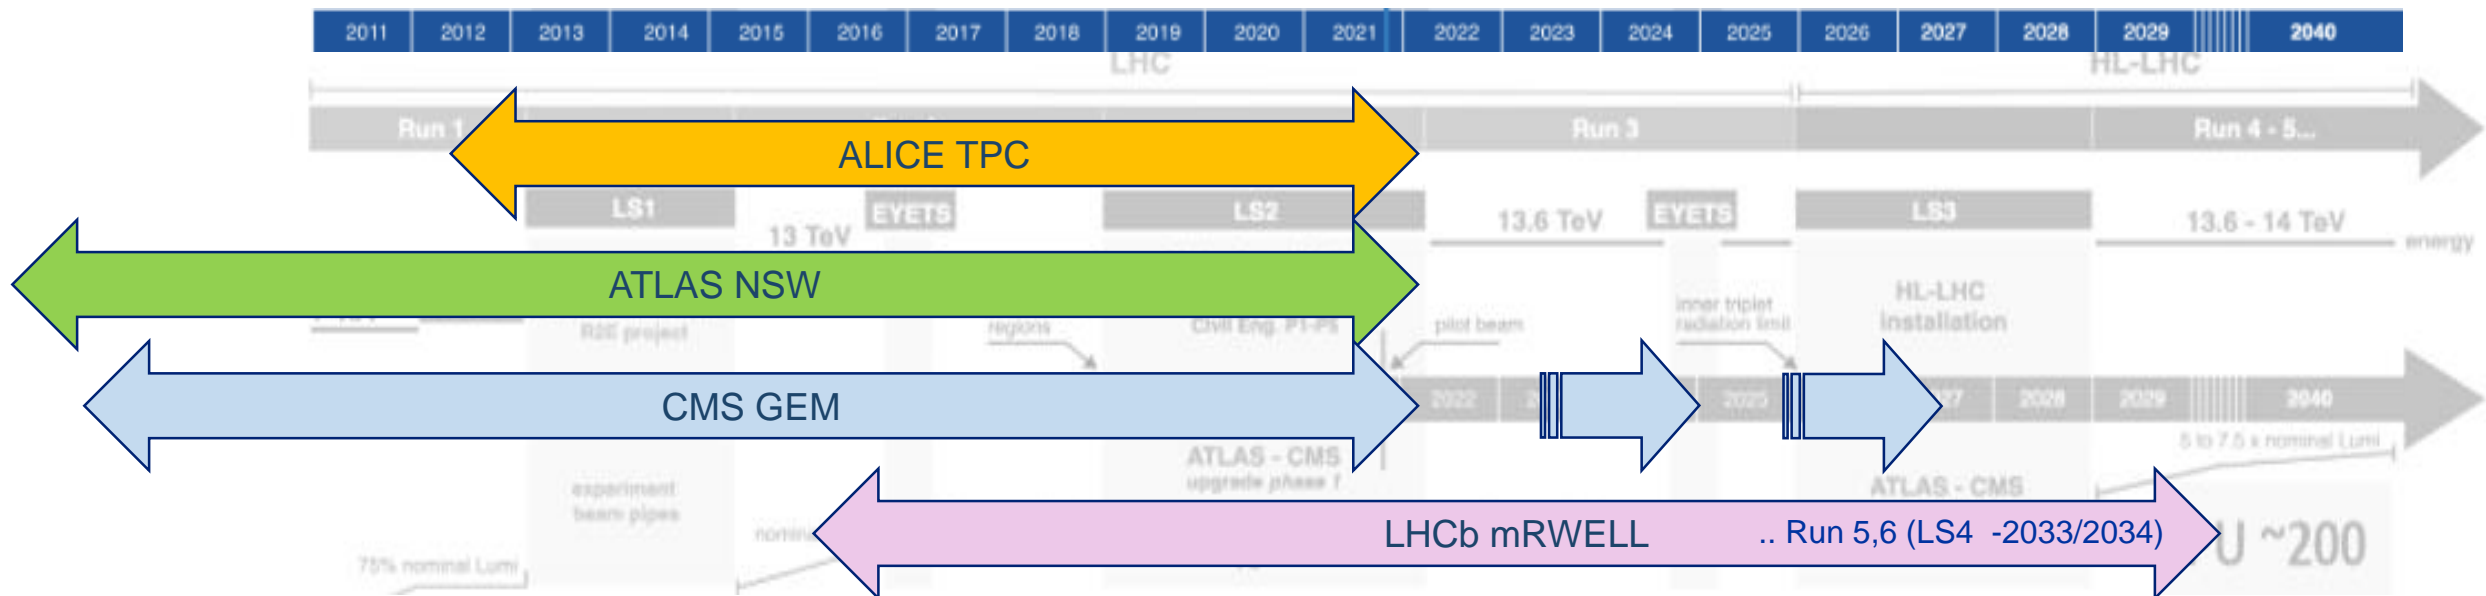 2011 2012 2013 2014 2015 2016 2017 2018 2019 2020 2021 2022 2023 2024 2025 2026 2027 2028 2029 2040
LHC HL-LHC
Run 1 Run 3 Run 4 - 5...
ALICE TPC
LS1 EYETS LS2 EYETS LS3
13 TeV 13.6 TeV 13.6 - 14 TeV energy
ATLAS NSW
R2E project regions Civil Eng. P1-P5 pilot beam inner triplet
radiation limit
HL-LHC
installation
CMS GEM
2022 2025 27 2028 2029 2040
5 to 7.5 x nominal Lumi
ATLAS - CMS
upgrade phase 1
experiment
beam pipes
ATLAS - CMS
LHCb mRWELL .. Run 5,6 (LS4 -2033/2034)
U ~200
75% nominal Lumi